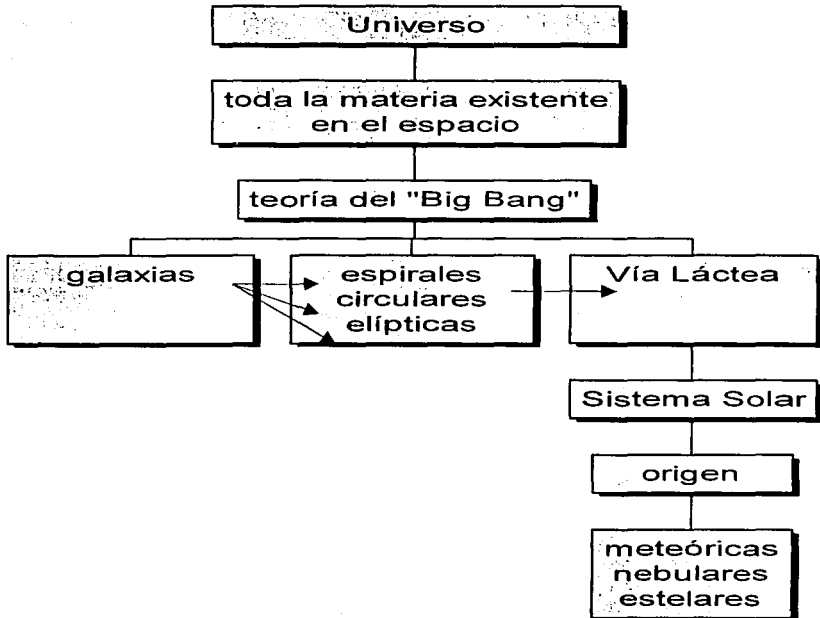 Universo
toda la materia existente
en el espacio
teoría del "Big Bang"
galaxias
espirales
circulares
elípticas
Vía Láctea
Sistema Solar
origen
meteóricas
nebulares
estelares